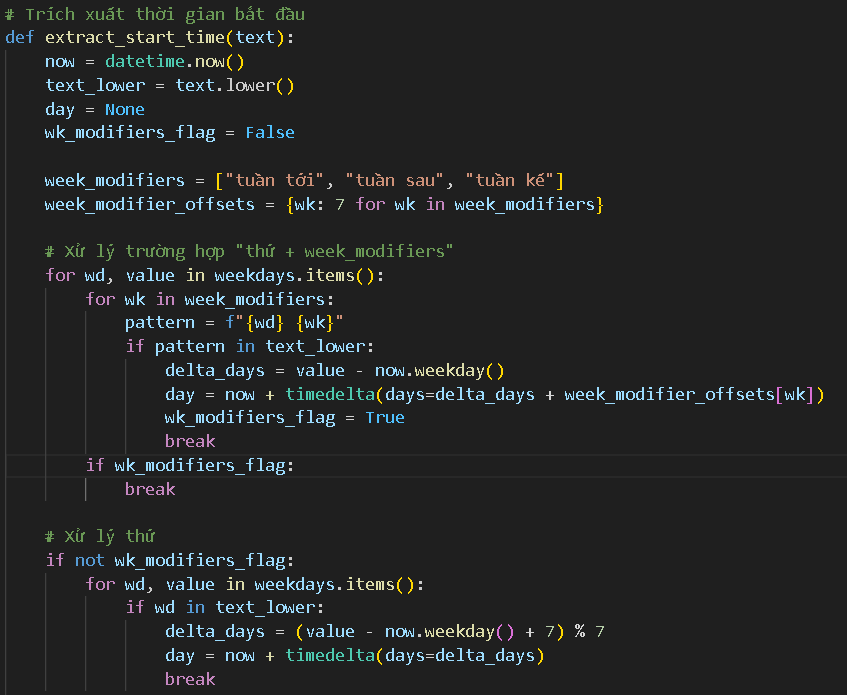 # Trích xuất thời gian bắt đầu
def extract_start_time(text):
    now = datetime.now()
    text_lower = text.lower()
    day = None
    wk_modifiers_flag = False

    week_modifiers = ["tuần tới", "tuần sau", "tuần kế"]
    week_modifier_offsets = {wk: 7 for wk in week_modifiers}

    # Xử lý trường hợp "thứ + week_modifiers"
    for wd, value in weekdays.items():
        for wk in week_modifiers:
            pattern = f"{wd} {wk}"
            if pattern in text_lower:
                delta_days = value - now.weekday()
                day = now + timedelta(days=delta_days + week_modifier_offsets[wk])
                wk_modifiers_flag = True
                break
        if wk_modifiers_flag:
            break

    # Xử lý thứ
    if not wk_modifiers_flag:
        for wd, value in weekdays.items():
            if wd in text_lower:
                delta_days = (value - now.weekday() + 7) % 7
                day = now + timedelta(days=delta_days)
                break